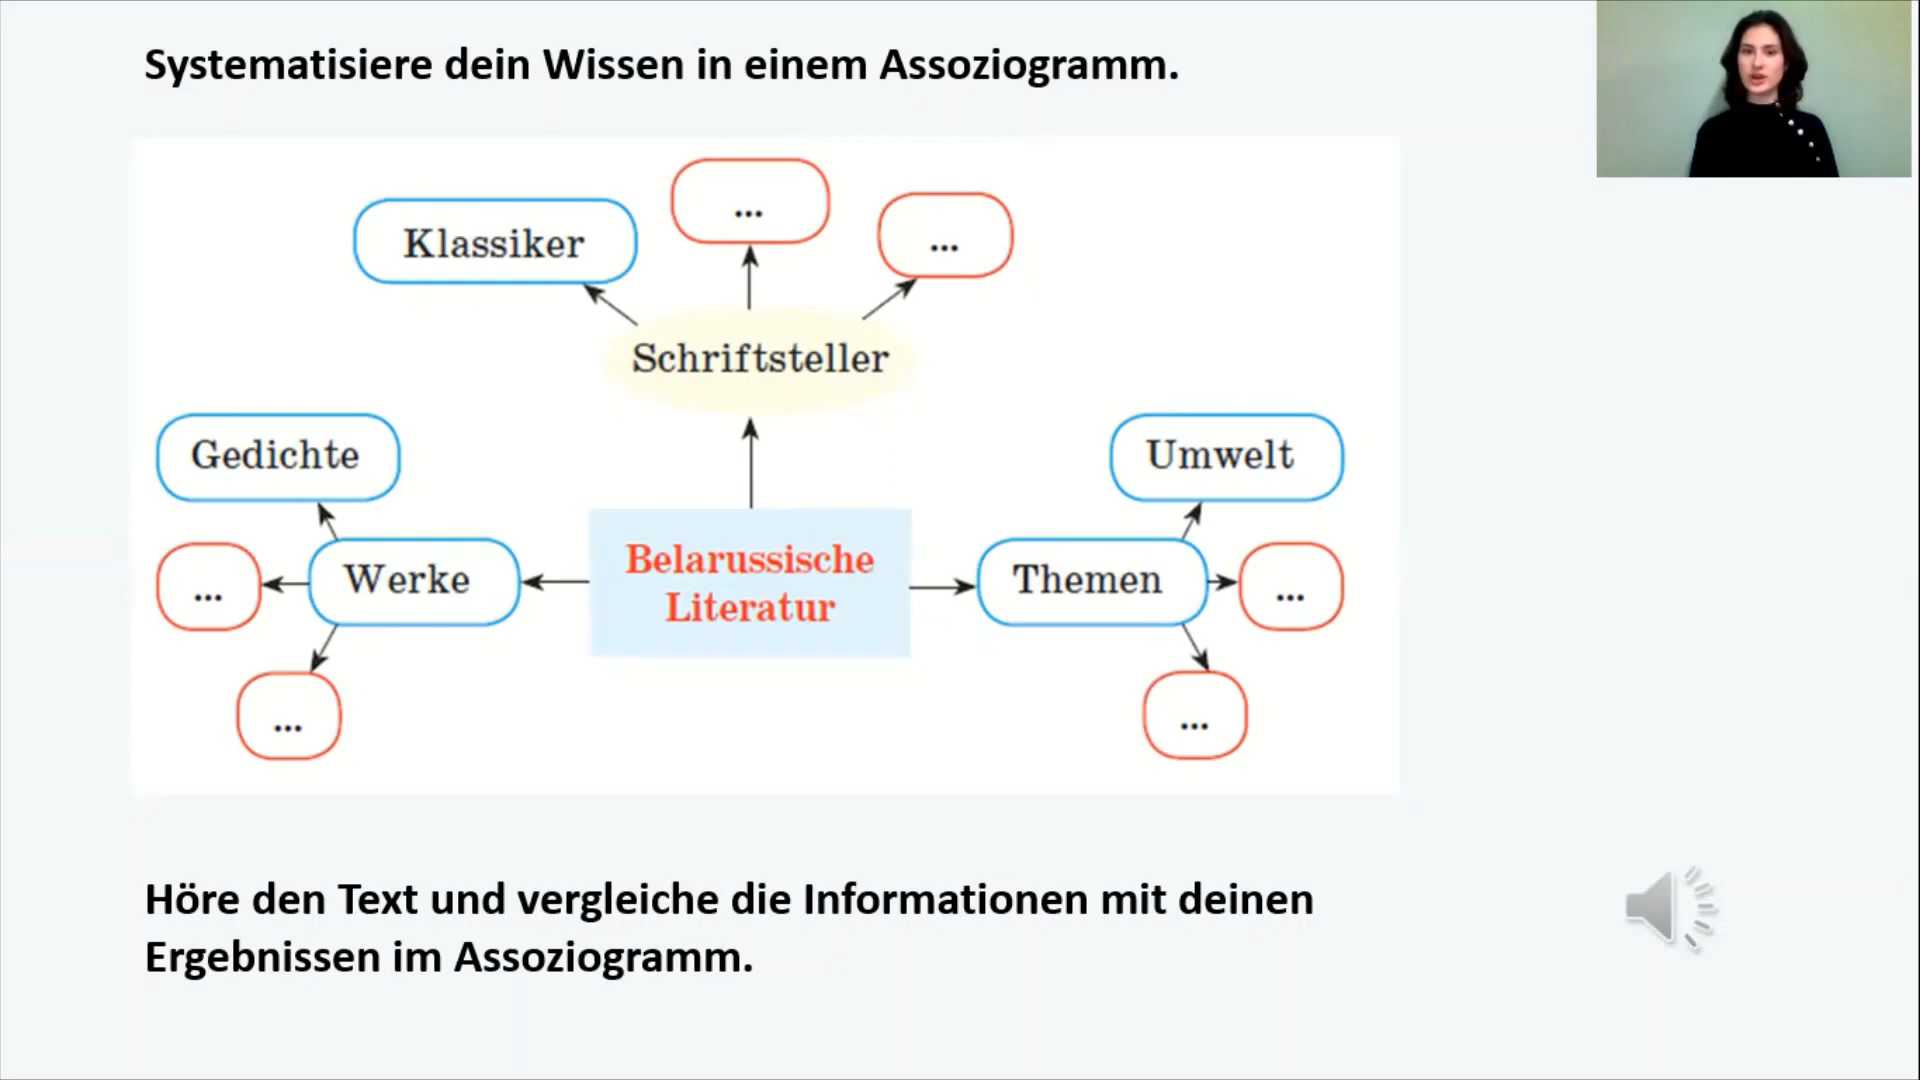 Systematisiere dein Wissen in einem Assoziogramm.
...
Klassiker
...
Schriftsteller
Gedichte
Umwelt
Belarussische
Literatur
Werke
Themen
...
...
...
...
Höre den Text und vergleiche die Informationen mit deinen
Ergebnissen im Assoziogramm.